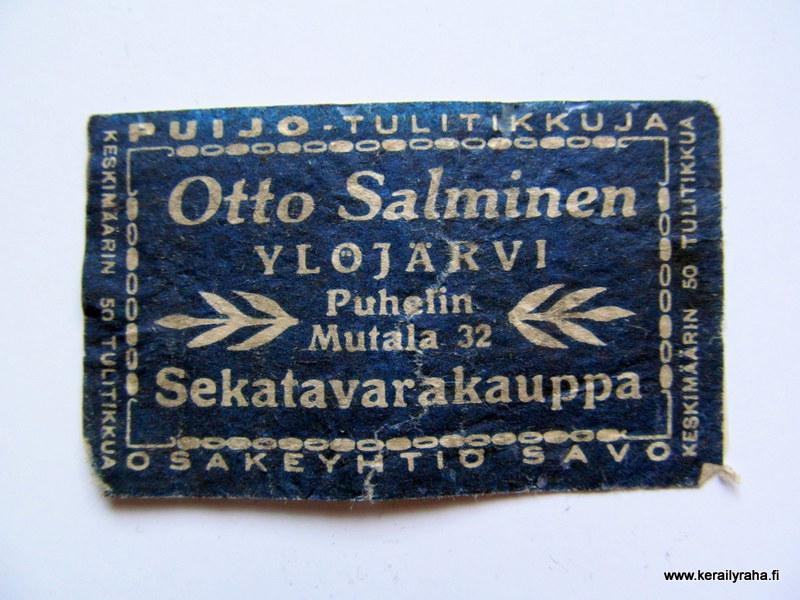 PUIJO-TULITIKKUJA
KESKIMÄÄRIN 50 TULITIKKUA
Otto Salminen
YLÖJÄRVI
Puhelin
Mutala 32
Sekatavarakauppa
KESKIMÄÄRIN 50 TULITIKKUA
OSAKEYHTIÖ SAVO
www.kerailyraha.fi